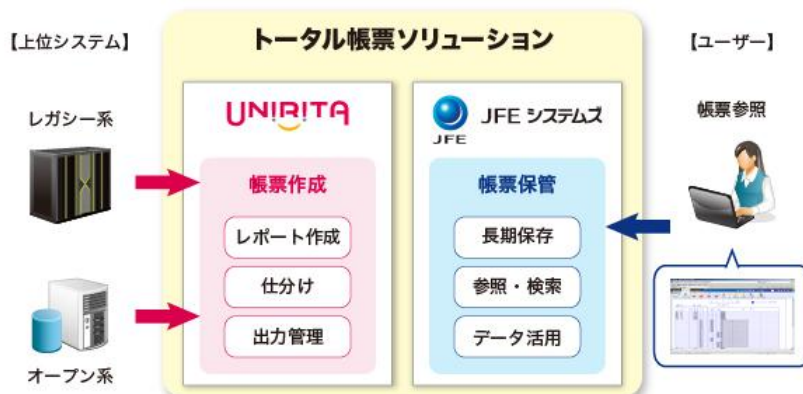 【上位システム】
トータル帳票ソリューション
【ユーザー】
レガシー系
UNIRITA
帳票作成
レポート作成
仕分け
出力管理
JFE
JFE システムズ
帳票保管
長期保存
参照・検索
データ活用
帳票参照
オープン系